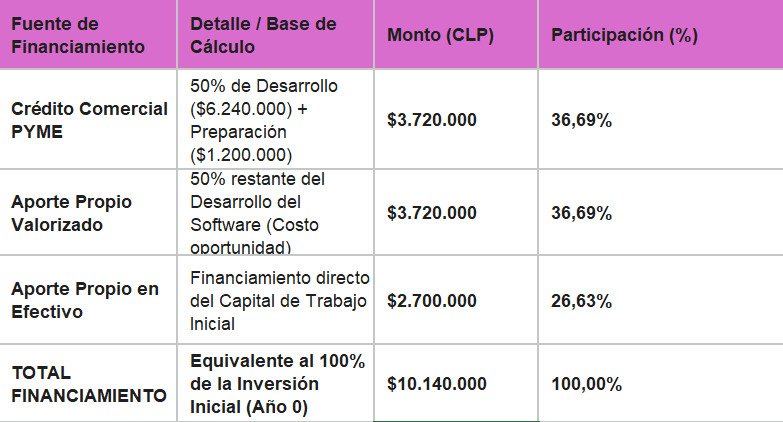 Fuente de
Financiamiento
Detalle / Base de
Cálculo
Monto (CLP)
Participación (%)
Crédito Comercial
PYME
50% de Desarrollo
($6.240.000) +
Preparación
($1.200.000)
$3.720.000
36,69%
Aporte Propio
Valorizado
50% restante del
Desarrollo del
Software (Costo
oportunidad)
$3.720.000
36,69%
Aporte Propio en
Efectivo
Financiamiento directo
del Capital de Trabajo
Inicial
$2.700.000
26,63%
TOTAL
FINANCIAMIENTO
Equivalente al 100%
de la Inversión
Inicial (Año 0)
$10.140.000
100,00%